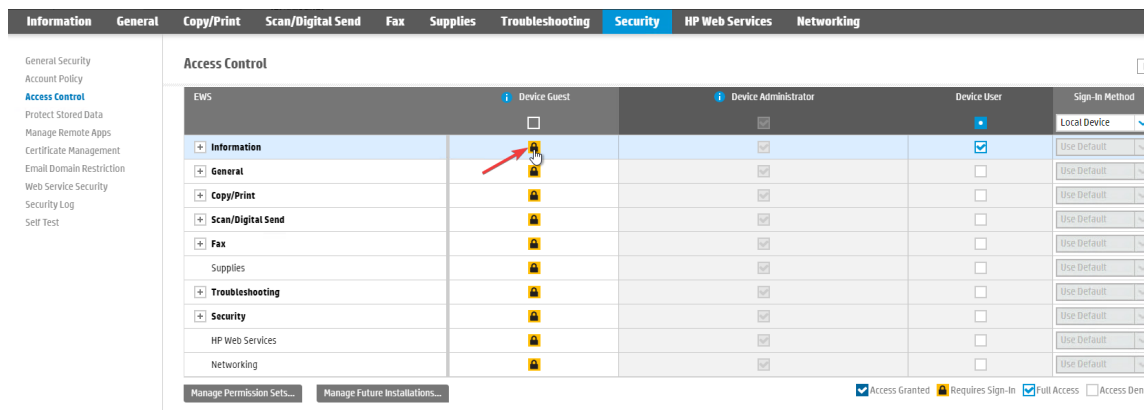 Information General Copy/Print Scan/Digital Send Fax Supplies Troubleshooting Security HP Web Services Networking
General Security
Account Policy
Access Control
Protect Stored Data
Manage Remote Apps
Certificate Management
Email Domain Restriction
Web Service Security
Security Log
Self Test
Access Control
EWS Device Guest Device Administrator Device User Sign-In Method
Local Device
Information Use Default
General Use Default
Copy/Print Use Default
Scan/Digital Send Use Default
Fax Use Default
Supplies Use Default
Troubleshooting Use Default
Security Use Default
HP Web Services Use Default
Networking Use Default
Manage Permission Sets... Manage Future Installations... Access Granted Requires Sign-In Full Access Access Den